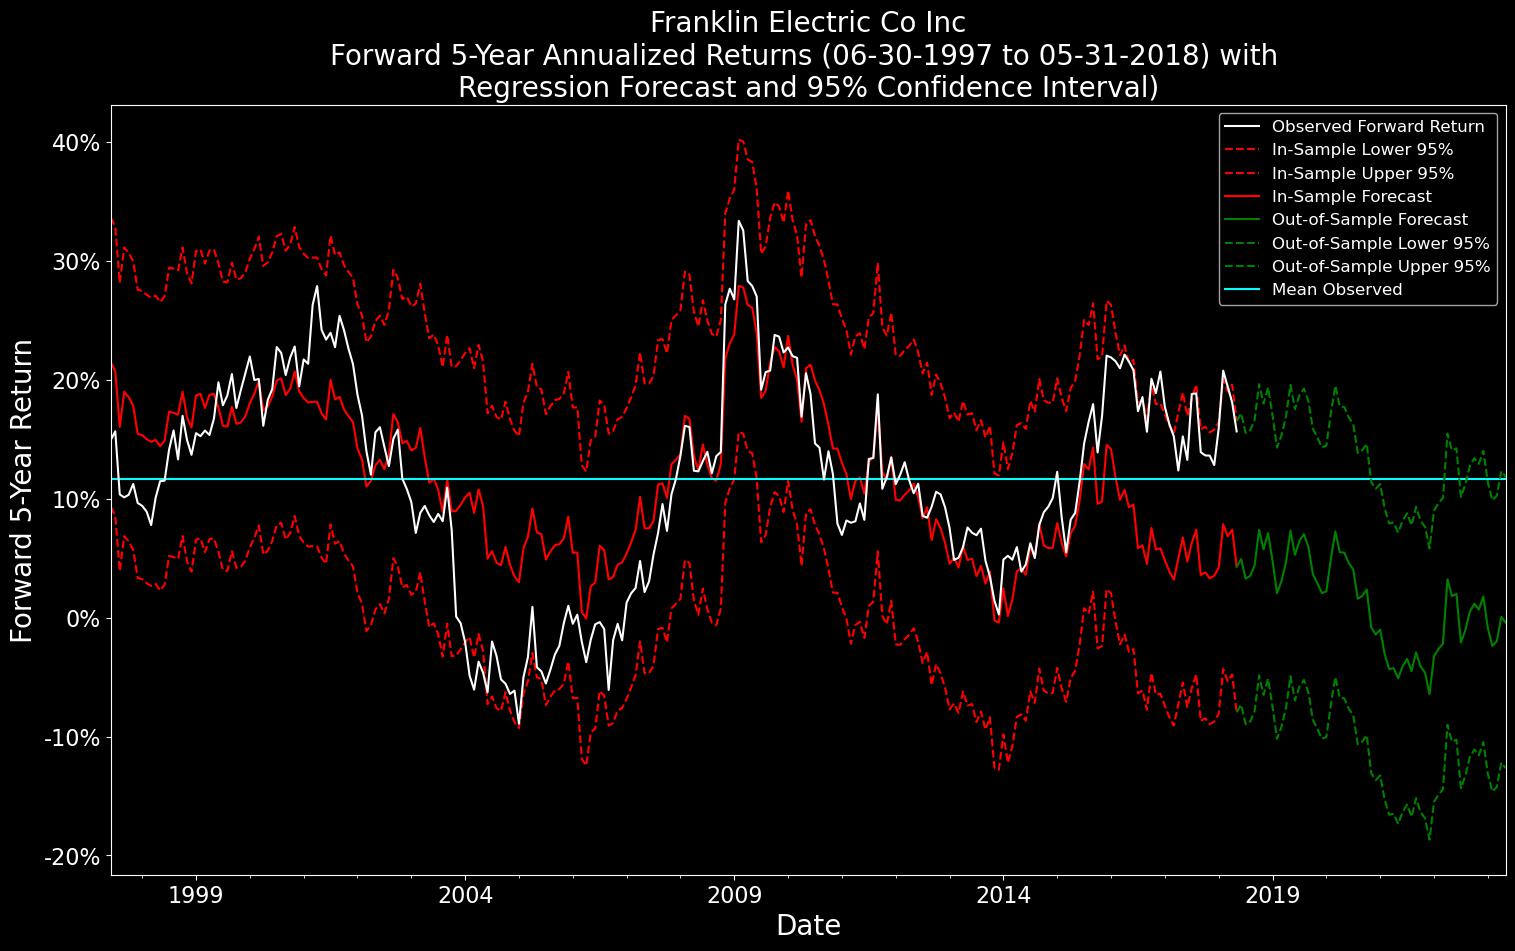 Franklin Electric Co Inc
Forward 5-Year Annualized Returns (06-30-1997 to 05-31-2018) with
Regression Forecast and 95% Confidence Interval)
Observed Forward Return
In-Sample Lower 95%
In-Sample Upper 95%
In-Sample Forecast
Out-of-Sample Forecast
Out-of-Sample Lower 95%
Out-of-Sample Upper 95%
Mean Observed
Forward 5-Year Return
40%
30%
20%
10%
0%
-10%
-20%
1999
2004
2009
2014
2019
Date